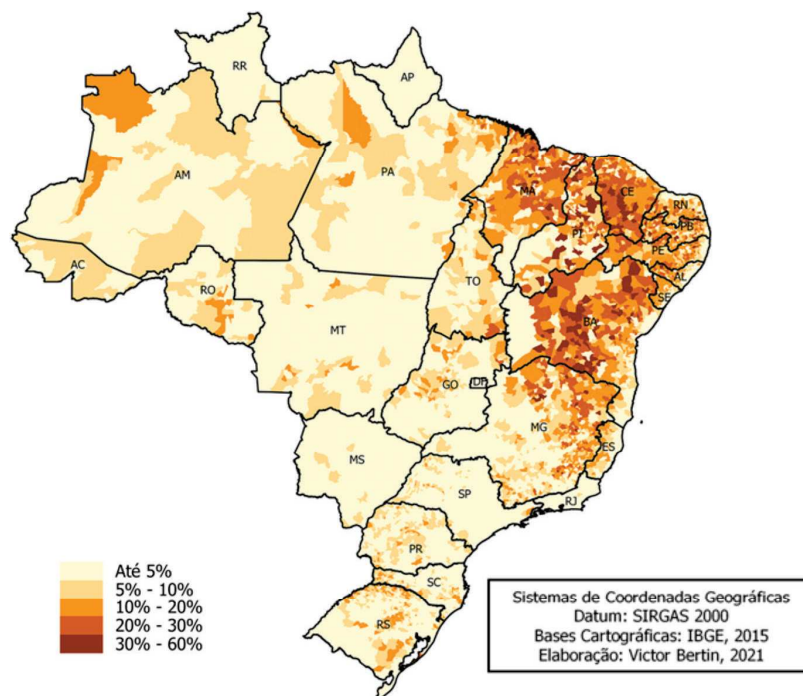 RR
AP
AM
PA
MA
CE
RN
PB
PI
PE
AL
SE
AC
RO
TO
BA
MT
GO
DF
MG
ES
MS
SP
RJ
PR
SC
RS
Até 5%
5% - 10%
10% - 20%
20% - 30%
30% - 60%
Sistemas de Coordenadas Geográficas
Datum: SIRGAS 2000
Bases Cartográficas: IBGE, 2015
Elaboração: Victor Bertin, 2021